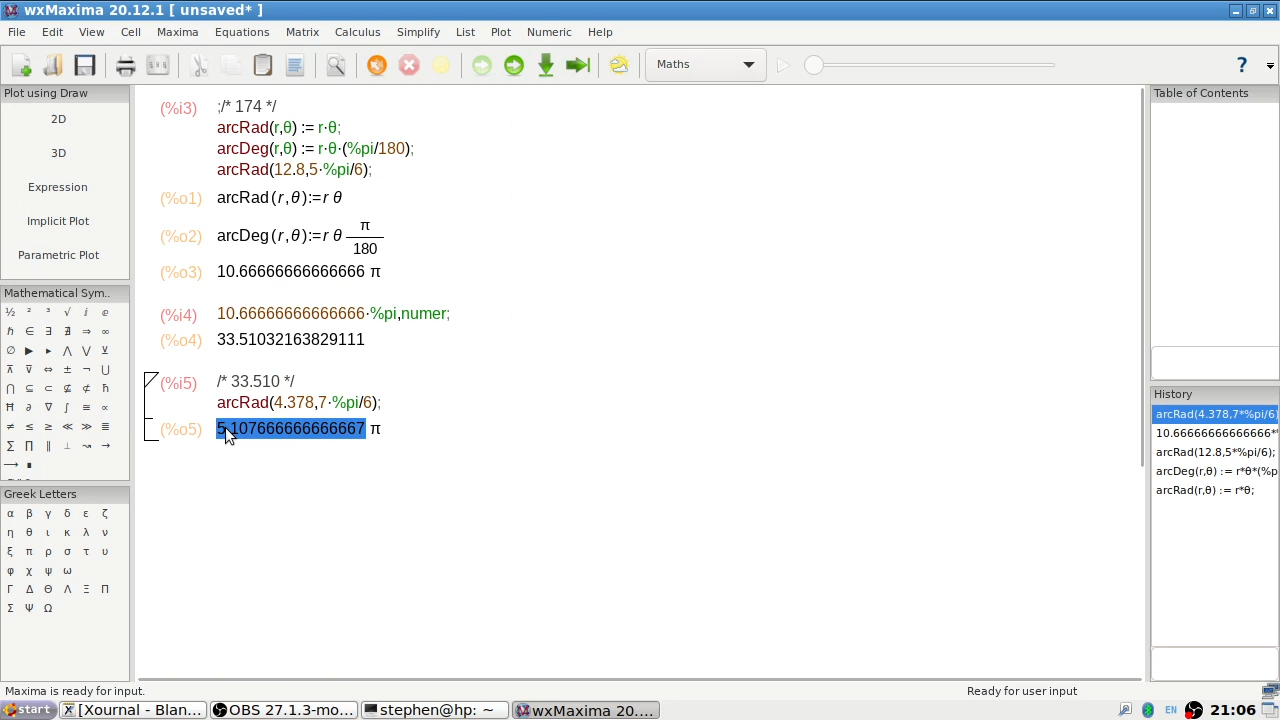 wxMaxima 20.12.1 [ unsaved* ]
File Edit View Cell Maxima Equations Matrix Calculus Simplify List Plot Numeric Help
Maths
?
Plot using Draw
2D
3D
Expression
Implicit Plot
Parametric Plot
Mathematical Sym..
½ ² ³ √ ⅈ ⅇ
ℏ ∈ ∃ ∄ ⇒ ∞
∅ ▶ ▸ ⋀ ⋁ ⊻
⊼ ⊽ ⇔ ± ¬ ⋃
⋂ ⊆ ⊂ ⊈ ⊄ ħ
Ħ ∂ ∇ ∫ ≅ ∝
≠ ≤ ≥ ≪ ≫ ≣
∑ ∏ ∥ ⟂ ↝ →
⟶ ∎
Greek Letters
α β γ δ ε ζ
η θ ι κ λ ν
ξ π ρ σ τ υ
φ χ ψ ω
Γ Δ Θ Λ Ξ Π
Σ Ψ Ω
(%i3) ;/* 174 */
arcRad(r,θ) := r·θ;
arcDeg(r,θ) := r·θ·(%pi/180);
arcRad(12.8,5·%pi/6);
(%o1) arcRad(r,θ):=r θ
(%o2) arcDeg(r,θ):=r θ π/180
(%o3) 10.66666666666666 π
(%i4) 10.66666666666666·%pi,numer;
(%o4) 33.51032163829111
(%i5) /* 33.510 */
arcRad(4.378,7·%pi/6);
(%o5) 5.107666666666667 π
Table of Contents
History
arcRad(4.378,7*%pi/6)
10.66666666666666*
arcRad(12.8,5*%pi/6);
arcDeg(r,θ) := r*θ*(%p
arcRad(r,θ) := r*θ;
Maxima is ready for input.
Ready for user input
start
[Xournal - Blan...
OBS 27.1.3-mo...
stephen@hp: ~
wxMaxima 20....
EN
21:06